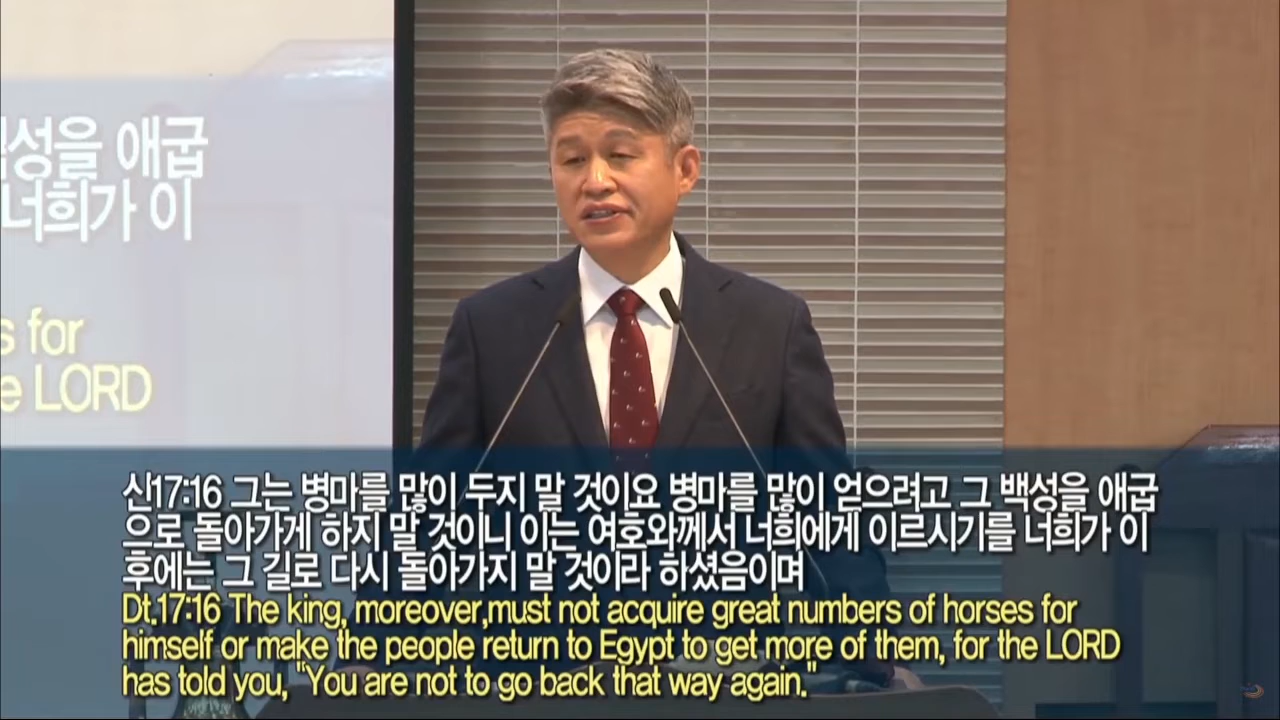 백성을 애굽
너희가 이
s for
e LORD
신17:16 그는 병마를 많이 두지 말 것이요 병마를 많이 얻으려고 그 백성을 애굽
으로 돌아가게 하지 말 것이니 이는 여호와께서 너희에게 이르시기를 너희가 이
후에는 그 길로 다시 돌아가지 말 것이라 하셨음이며
Dt.17:16 The king, moreover,must not acquire great numbers of horses for
himself or make the people return to Egypt to get more of them, for the LORD
has told you, "You are not to go back that way again."